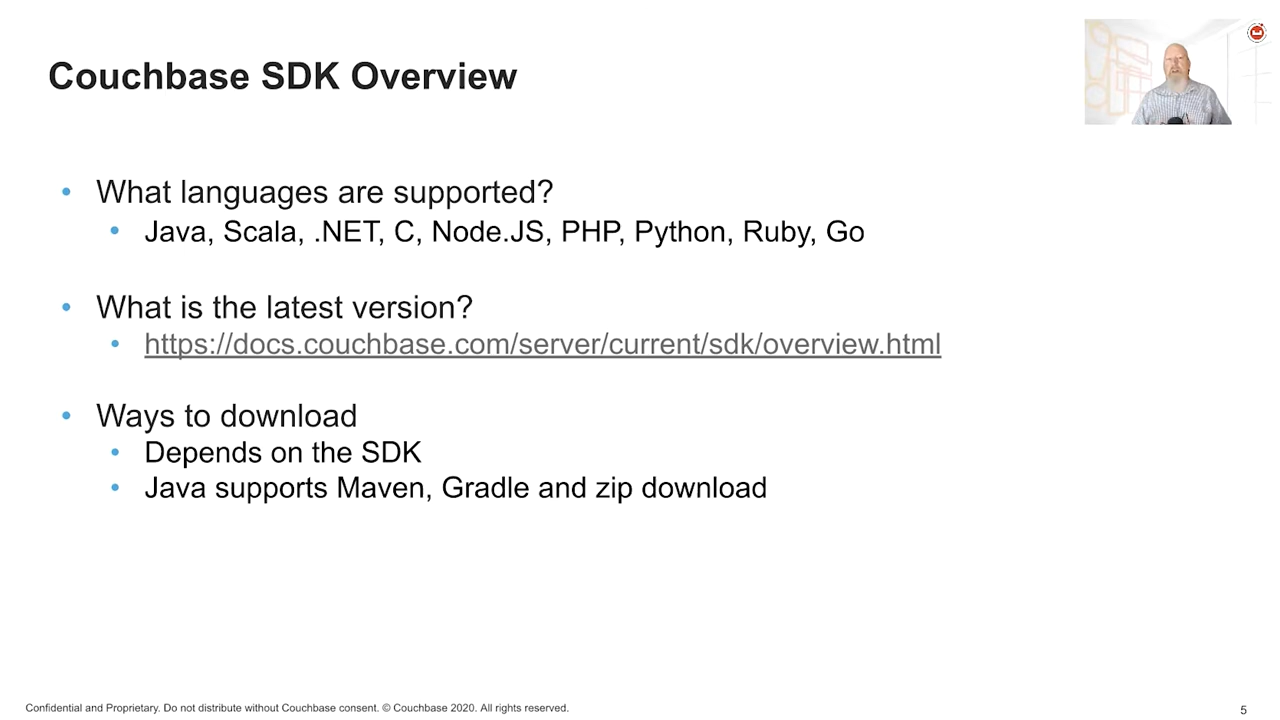 Couchbase SDK Overview
• What languages are supported?
• Java, Scala, .NET, C, Node.JS, PHP, Python, Ruby, Go
• What is the latest version?
• https://docs.couchbase.com/server/current/sdk/overview.html
• Ways to download
• Depends on the SDK
• Java supports Maven, Gradle and zip download
Confidential and Proprietary. Do not distribute without Couchbase consent. © Couchbase 2020. All rights reserved.
5